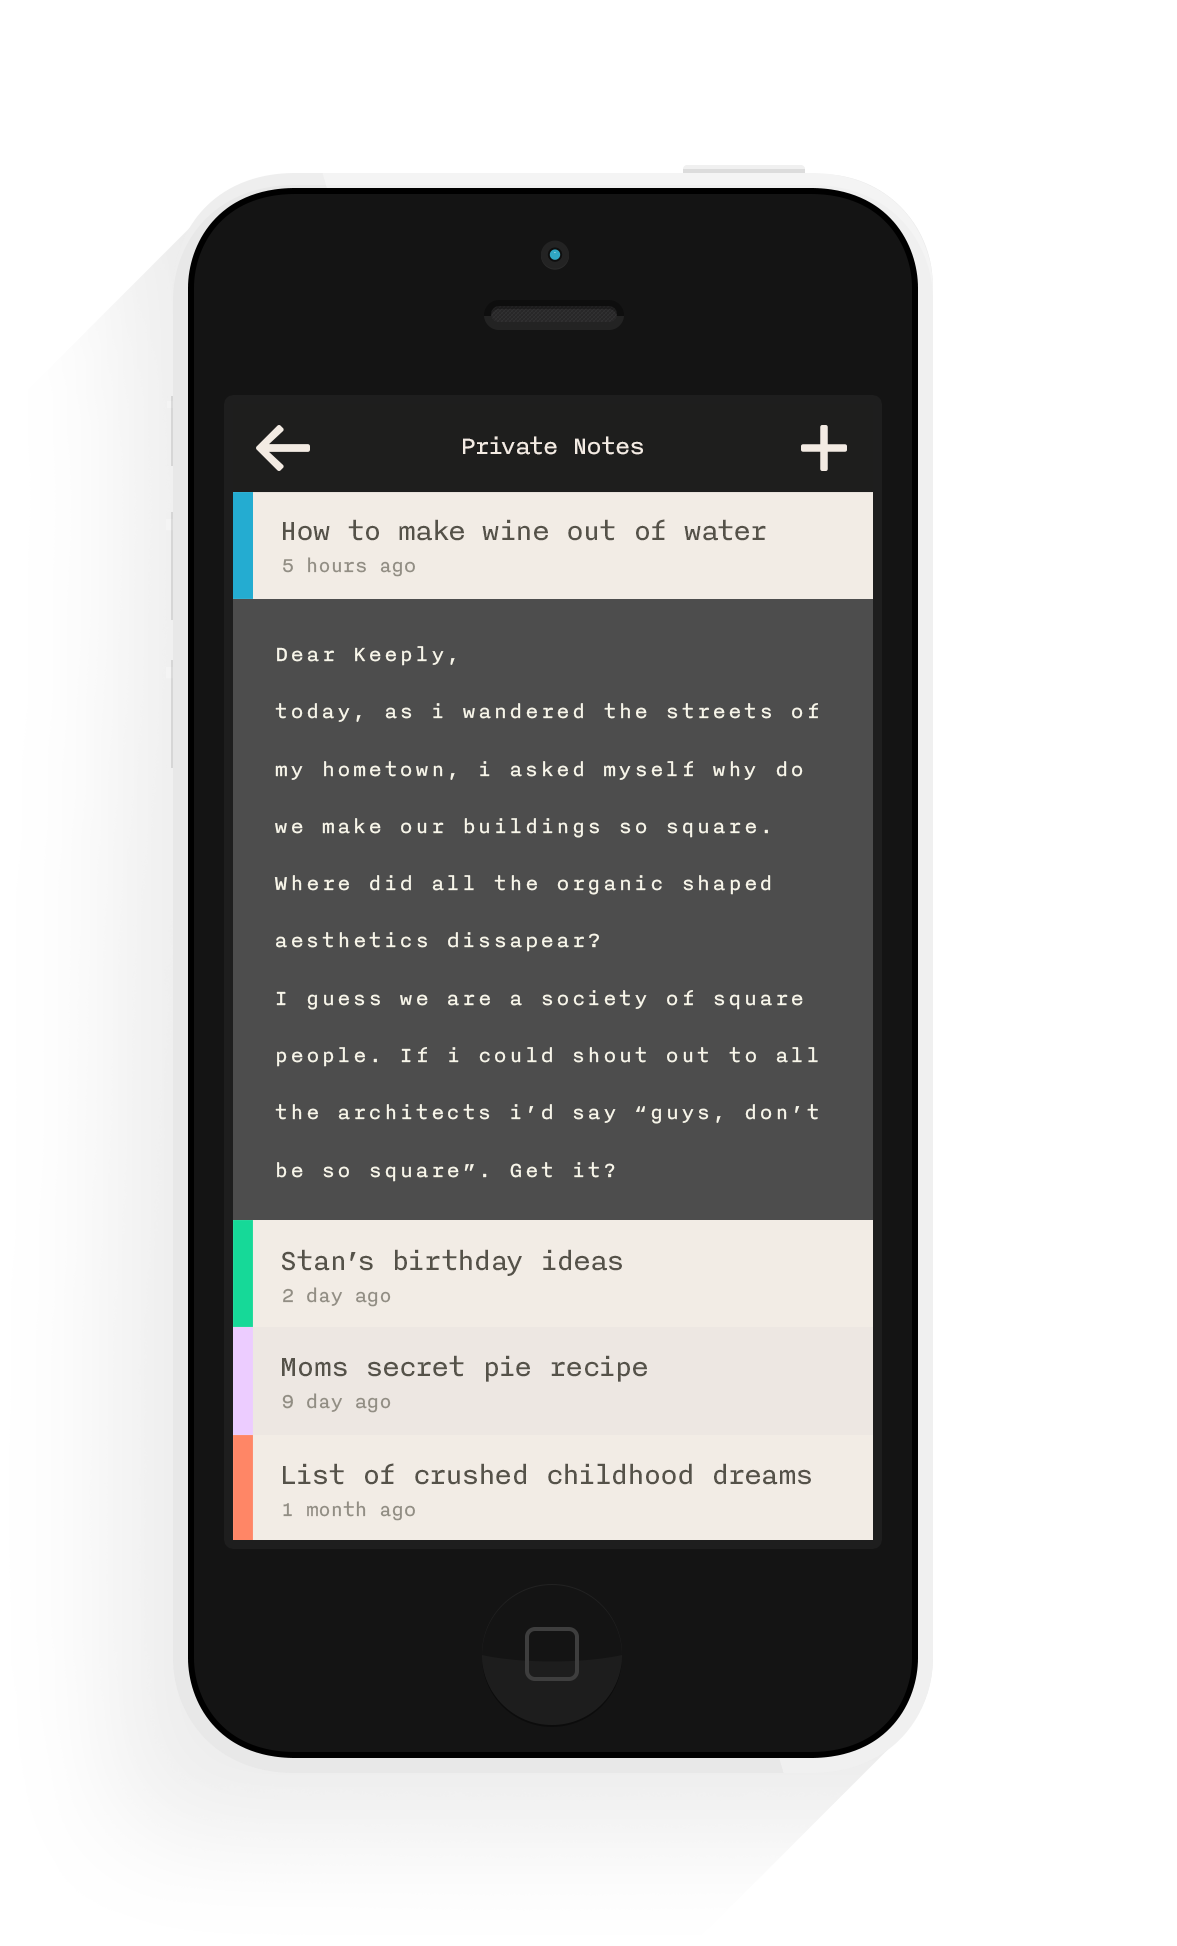 Private Notes
How to make wine out of water
5 hours ago
Dear Keeply,
today, as i wandered the streets of
my hometown, i asked myself why do
we make our buildings so square.
Where did all the organic shaped
aesthetics dissapear?
I guess we are a society of square
people. If i could shout out to all
the architects i’d say “guys, don’t
be so square”. Get it?
Stan’s birthday ideas
2 day ago
Moms secret pie recipe
9 day ago
List of crushed childhood dreams
1 month ago